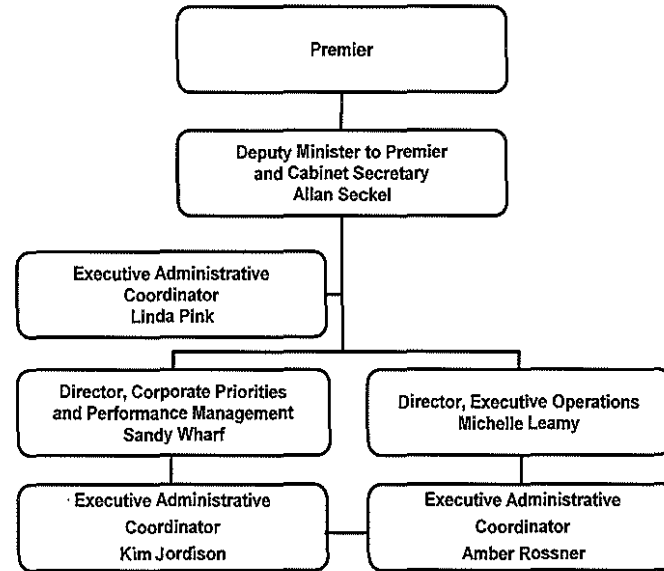 Premier
Deputy Minister to Premier
and Cabinet Secretary
Allan Seckel
Executive Administrative
Coordinator
Linda Pink
Director, Corporate Priorities
and Performance Management
Sandy Wharf
Director, Executive Operations
Michelle Leamy
Executive Administrative
Coordinator
Kim Jordison
Executive Administrative
Coordinator
Amber Rossner